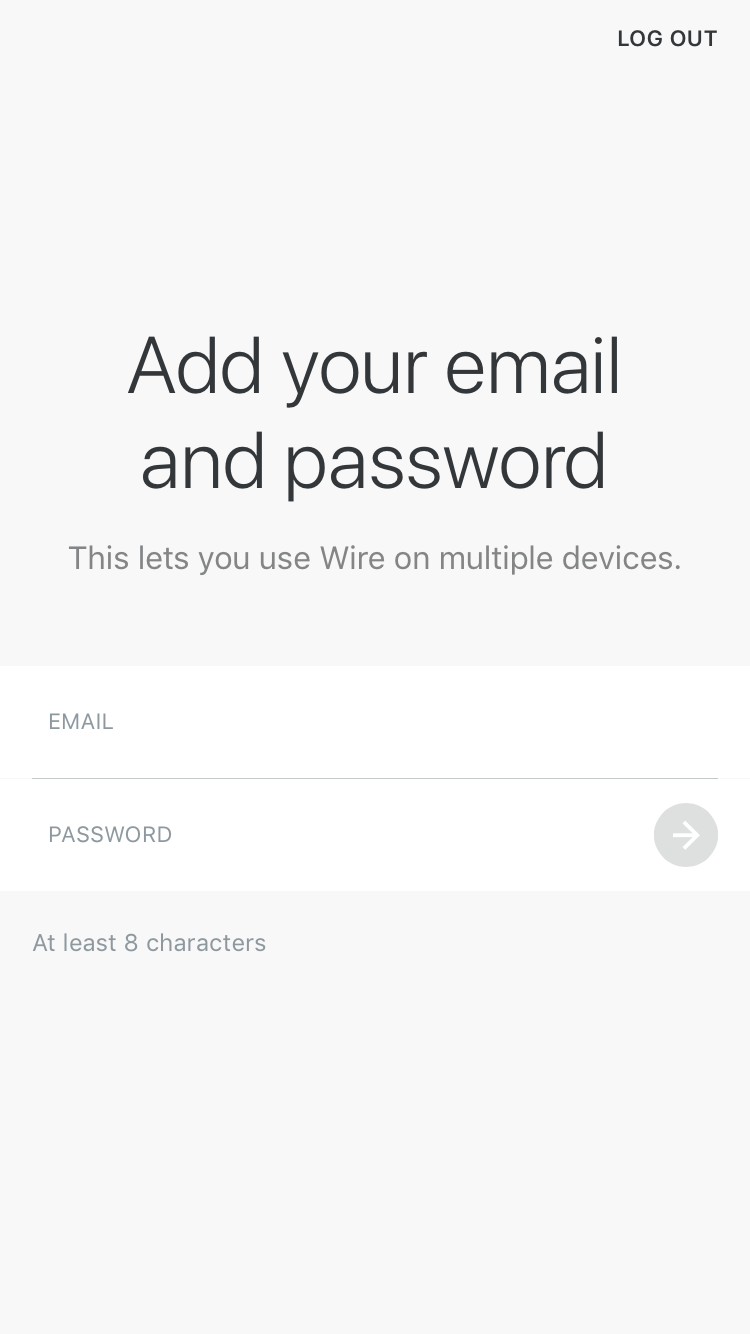 LOG OUT
Add your email
and password
This lets you use Wire on multiple devices.
EMAIL
PASSWORD
At least 8 characters